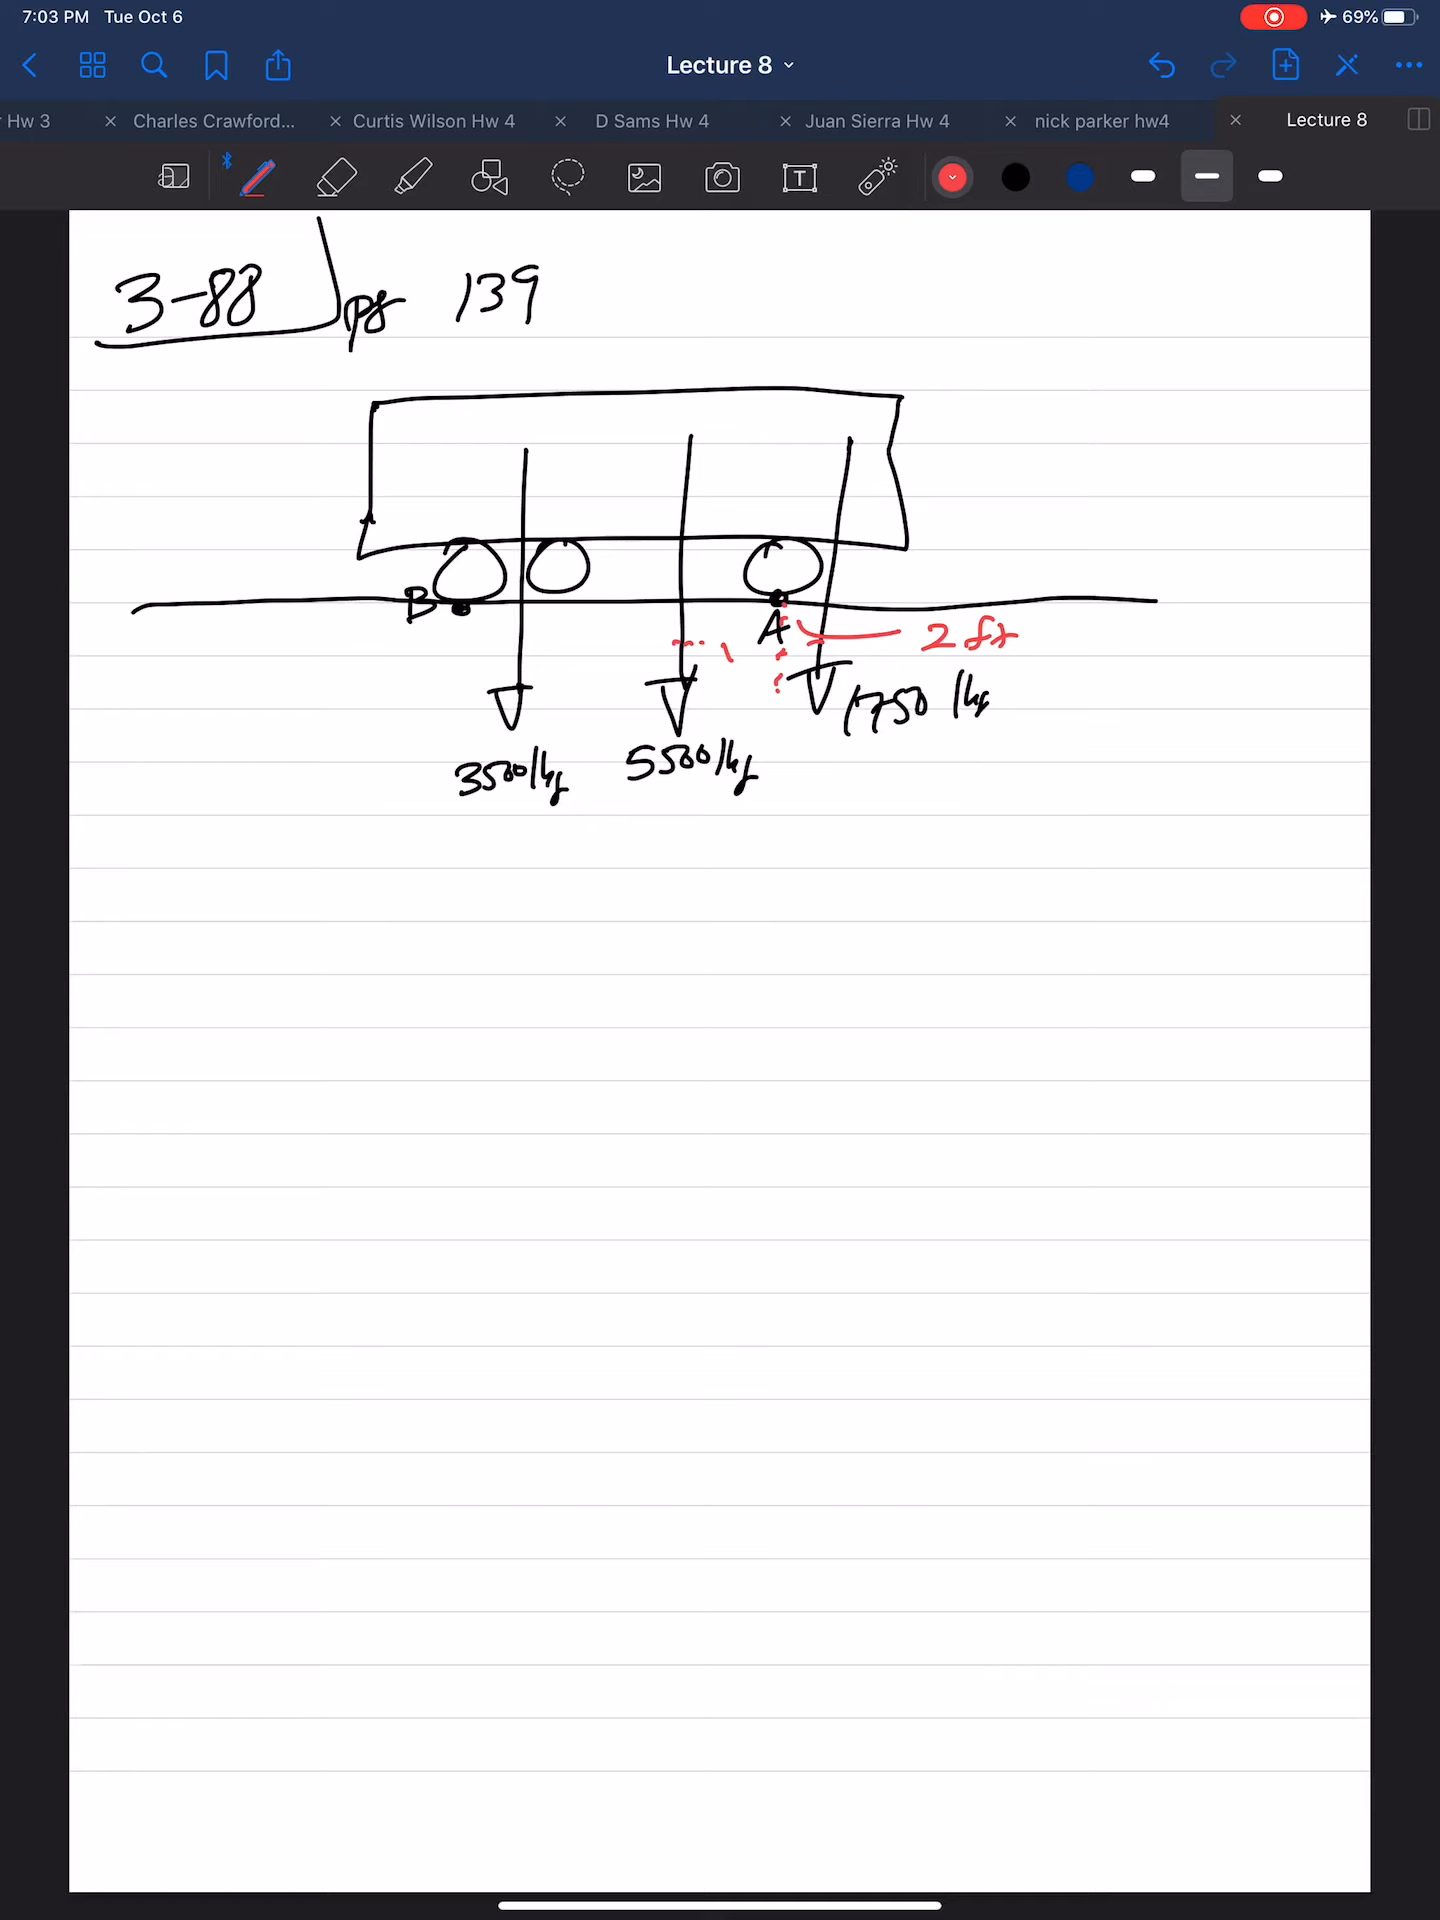 7:03 PM Tue Oct 6 69%
Lecture 8
Hw 3 Charles Crawford... Curtis Wilson Hw 4 D Sams Hw 4 Juan Sierra Hw 4 nick parker hw4 Lecture 8
T
3-88 pg 139
B
A 2 ft
1750 lbf
3500 lbf 5500 lbf